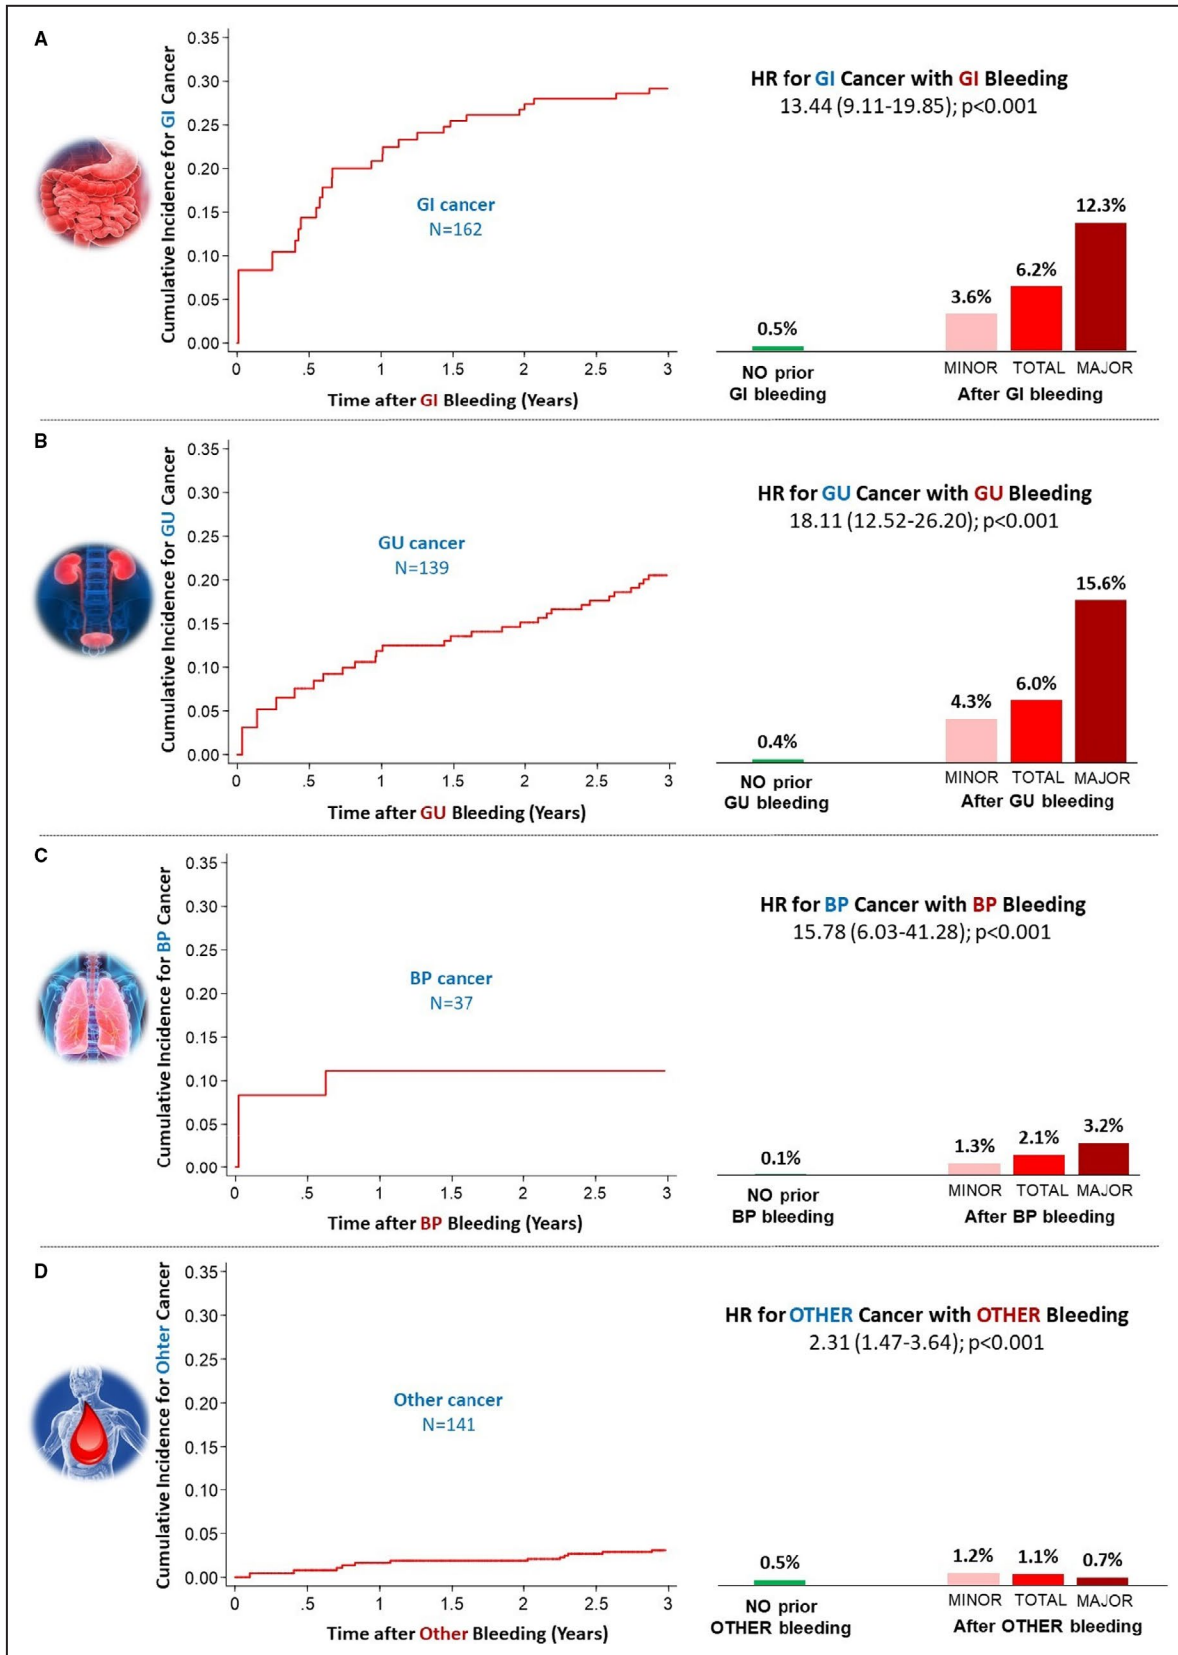 A
Cumulative Incidence for GI Cancer
0.35
0.30
0.25
0.20
0.15
0.10
0.05
0.00
GI cancer
N=162
0 .5 1 1.5 2 2.5 3
Time after GI Bleeding (Years)
HR for GI Cancer with GI Bleeding
13.44 (9.11-19.85); p<0.001
0.5%
3.6%
6.2%
12.3%
NO prior
GI bleeding
MINOR TOTAL MAJOR
After GI bleeding
B
Cumulative Incidence for GU Cancer
0.35
0.30
0.25
0.20
0.15
0.10
0.05
0.00
GU cancer
N=139
0 .5 1 1.5 2 2.5 3
Time after GU Bleeding (Years)
HR for GU Cancer with GU Bleeding
18.11 (12.52-26.20); p<0.001
0.4%
4.3%
6.0%
15.6%
NO prior
GU bleeding
MINOR TOTAL MAJOR
After GU bleeding
C
Cumulative Incidence for BP Cancer
0.35
0.30
0.25
0.20
0.15
0.10
0.05
0.00
BP cancer
N=37
0 .5 1 1.5 2 2.5 3
Time after BP Bleeding (Years)
HR for BP Cancer with BP Bleeding
15.78 (6.03-41.28); p<0.001
0.1%
1.3%
2.1%
3.2%
NO prior
BP bleeding
MINOR TOTAL MAJOR
After BP bleeding
D
Cumulative Incidence for Ohter Cancer
0.35
0.30
0.25
0.20
0.15
0.10
0.05
0.00
Other cancer
N=141
0 .5 1 1.5 2 2.5 3
Time after Other Bleeding (Years)
HR for OTHER Cancer with OTHER Bleeding
2.31 (1.47-3.64); p<0.001
0.5%
1.2%
1.1%
0.7%
NO prior
OTHER bleeding
MINOR TOTAL MAJOR
After OTHER bleeding